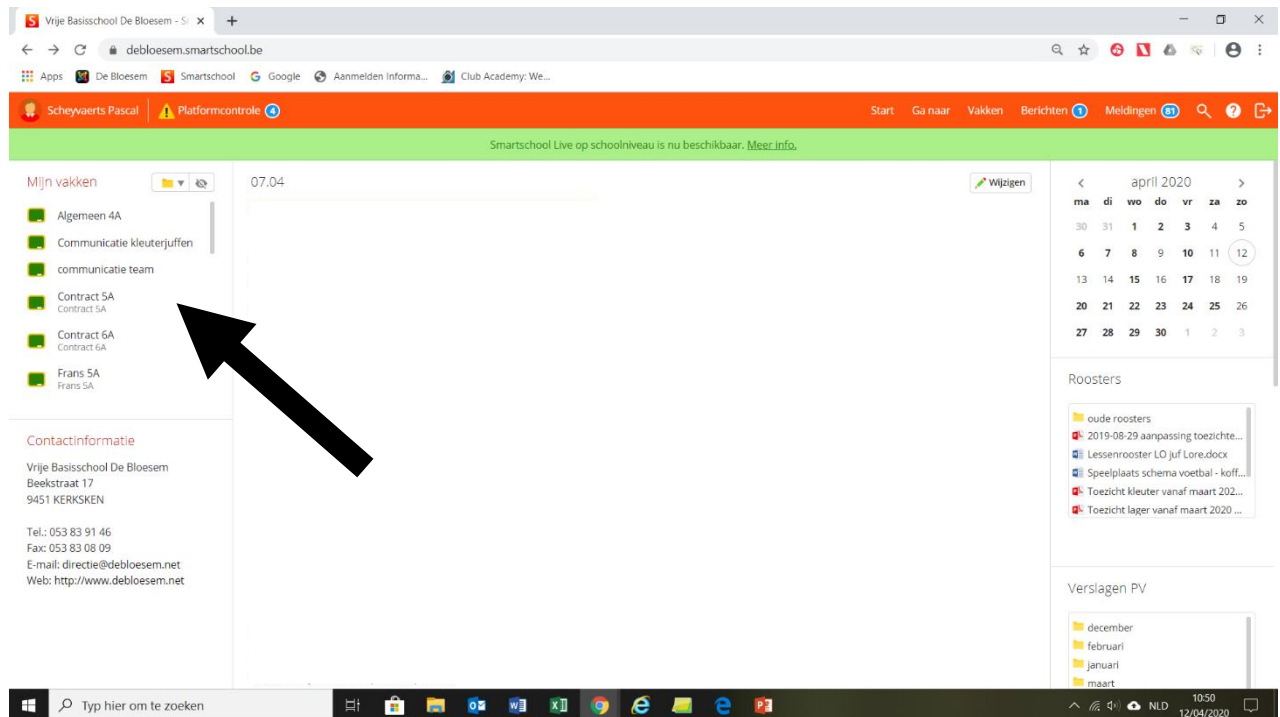 Vrije Basisschool De Bloesem - S
debloesem.smartschool.be
Apps De Bloesem Smartschool Google Aanmelden Informa... Club Academy: We...
Scheyvaerts Pascal Platformcontrole 4 Start Ga naar Vakken Berichten 1 Meldingen 81
Smartschool Live op schoolniveau is nu beschikbaar. Meer info.
Mijn vakken
Algemeen 4A
Communicatie kleuterjuffen
communicatie team
Contract 5A
Contract 5A
Contract 6A
Contract 6A
Frans 5A
Frans 5A
Contactinformatie
Vrije Basisschool De Bloesem
Beekstraat 17
9451 KERKSKEN
Tel.: 053 83 91 46
Fax: 053 83 08 09
E-mail: directie@debloesem.net
Web: http://www.debloesem.net
07.04 Wijzigen
april 2020
ma di wo do vr za zo
30 31 1 2 3 4 5
6 7 8 9 10 11 12
13 14 15 16 17 18 19
20 21 22 23 24 25 26
27 28 29 30 1 2 3
Roosters
oude roosters
2019-08-29 aanpassing toezichte...
Lessenrooster LO juf Lore.docx
Speelplaats schema voetbal - koff...
Toezicht kleuter vanaf maart 202...
Toezicht lager vanaf maart 2020 ...
Verslagen PV
december
februari
januari
maart
Typ hier om te zoeken
NLD
10:50
12/04/2020